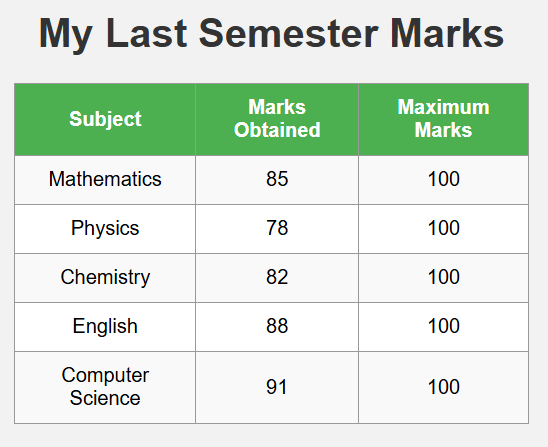 My Last Semester Marks
Subject Marks Obtained Maximum Marks
Mathematics 85 100
Physics 78 100
Chemistry 82 100
English 88 100
Computer Science 91 100